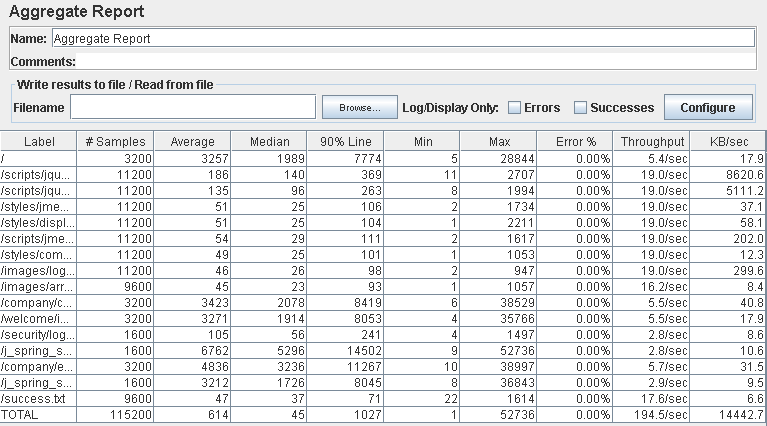 Aggregate Report
Name: Aggregate Report
Comments:
Write results to file / Read from file
Filename Browse... Log/Display Only: Errors Successes Configure
Label # Samples Average Median 90% Line Min Max Error % Throughput KB/sec
/ 3200 3257 1989 7774 5 28844 0.00% 5.4/sec 17.9
/scripts/jqu... 11200 186 140 369 11 2707 0.00% 19.0/sec 8620.6
/scripts/jqu... 11200 135 96 263 8 1994 0.00% 19.0/sec 5111.2
/styles/jme... 11200 51 25 106 2 1734 0.00% 19.0/sec 37.1
/styles/displ... 11200 51 25 104 1 2211 0.00% 19.0/sec 58.1
/scripts/jme... 11200 54 29 111 2 1617 0.00% 19.0/sec 202.0
/styles/com... 11200 49 25 101 1 1053 0.00% 19.0/sec 12.3
/images/log... 11200 46 26 98 2 947 0.00% 19.0/sec 299.6
/images/arr... 9600 45 23 93 1 1057 0.00% 16.2/sec 8.4
/company/c... 3200 3423 2078 8419 6 38529 0.00% 5.5/sec 40.8
/welcome/i... 3200 3271 1914 8053 4 35766 0.00% 5.5/sec 17.9
/security/log... 1600 105 56 241 4 1497 0.00% 2.8/sec 8.6
/j_spring_s... 1600 6762 5296 14502 9 52736 0.00% 2.8/sec 10.6
/company/e... 3200 4836 3236 11267 10 38997 0.00% 5.7/sec 31.5
/j_spring_s... 1600 3212 1726 8045 8 36843 0.00% 2.9/sec 9.5
/success.txt 9600 47 37 71 22 1614 0.00% 17.6/sec 6.6
TOTAL 115200 614 45 1027 1 52736 0.00% 194.5/sec 14442.7